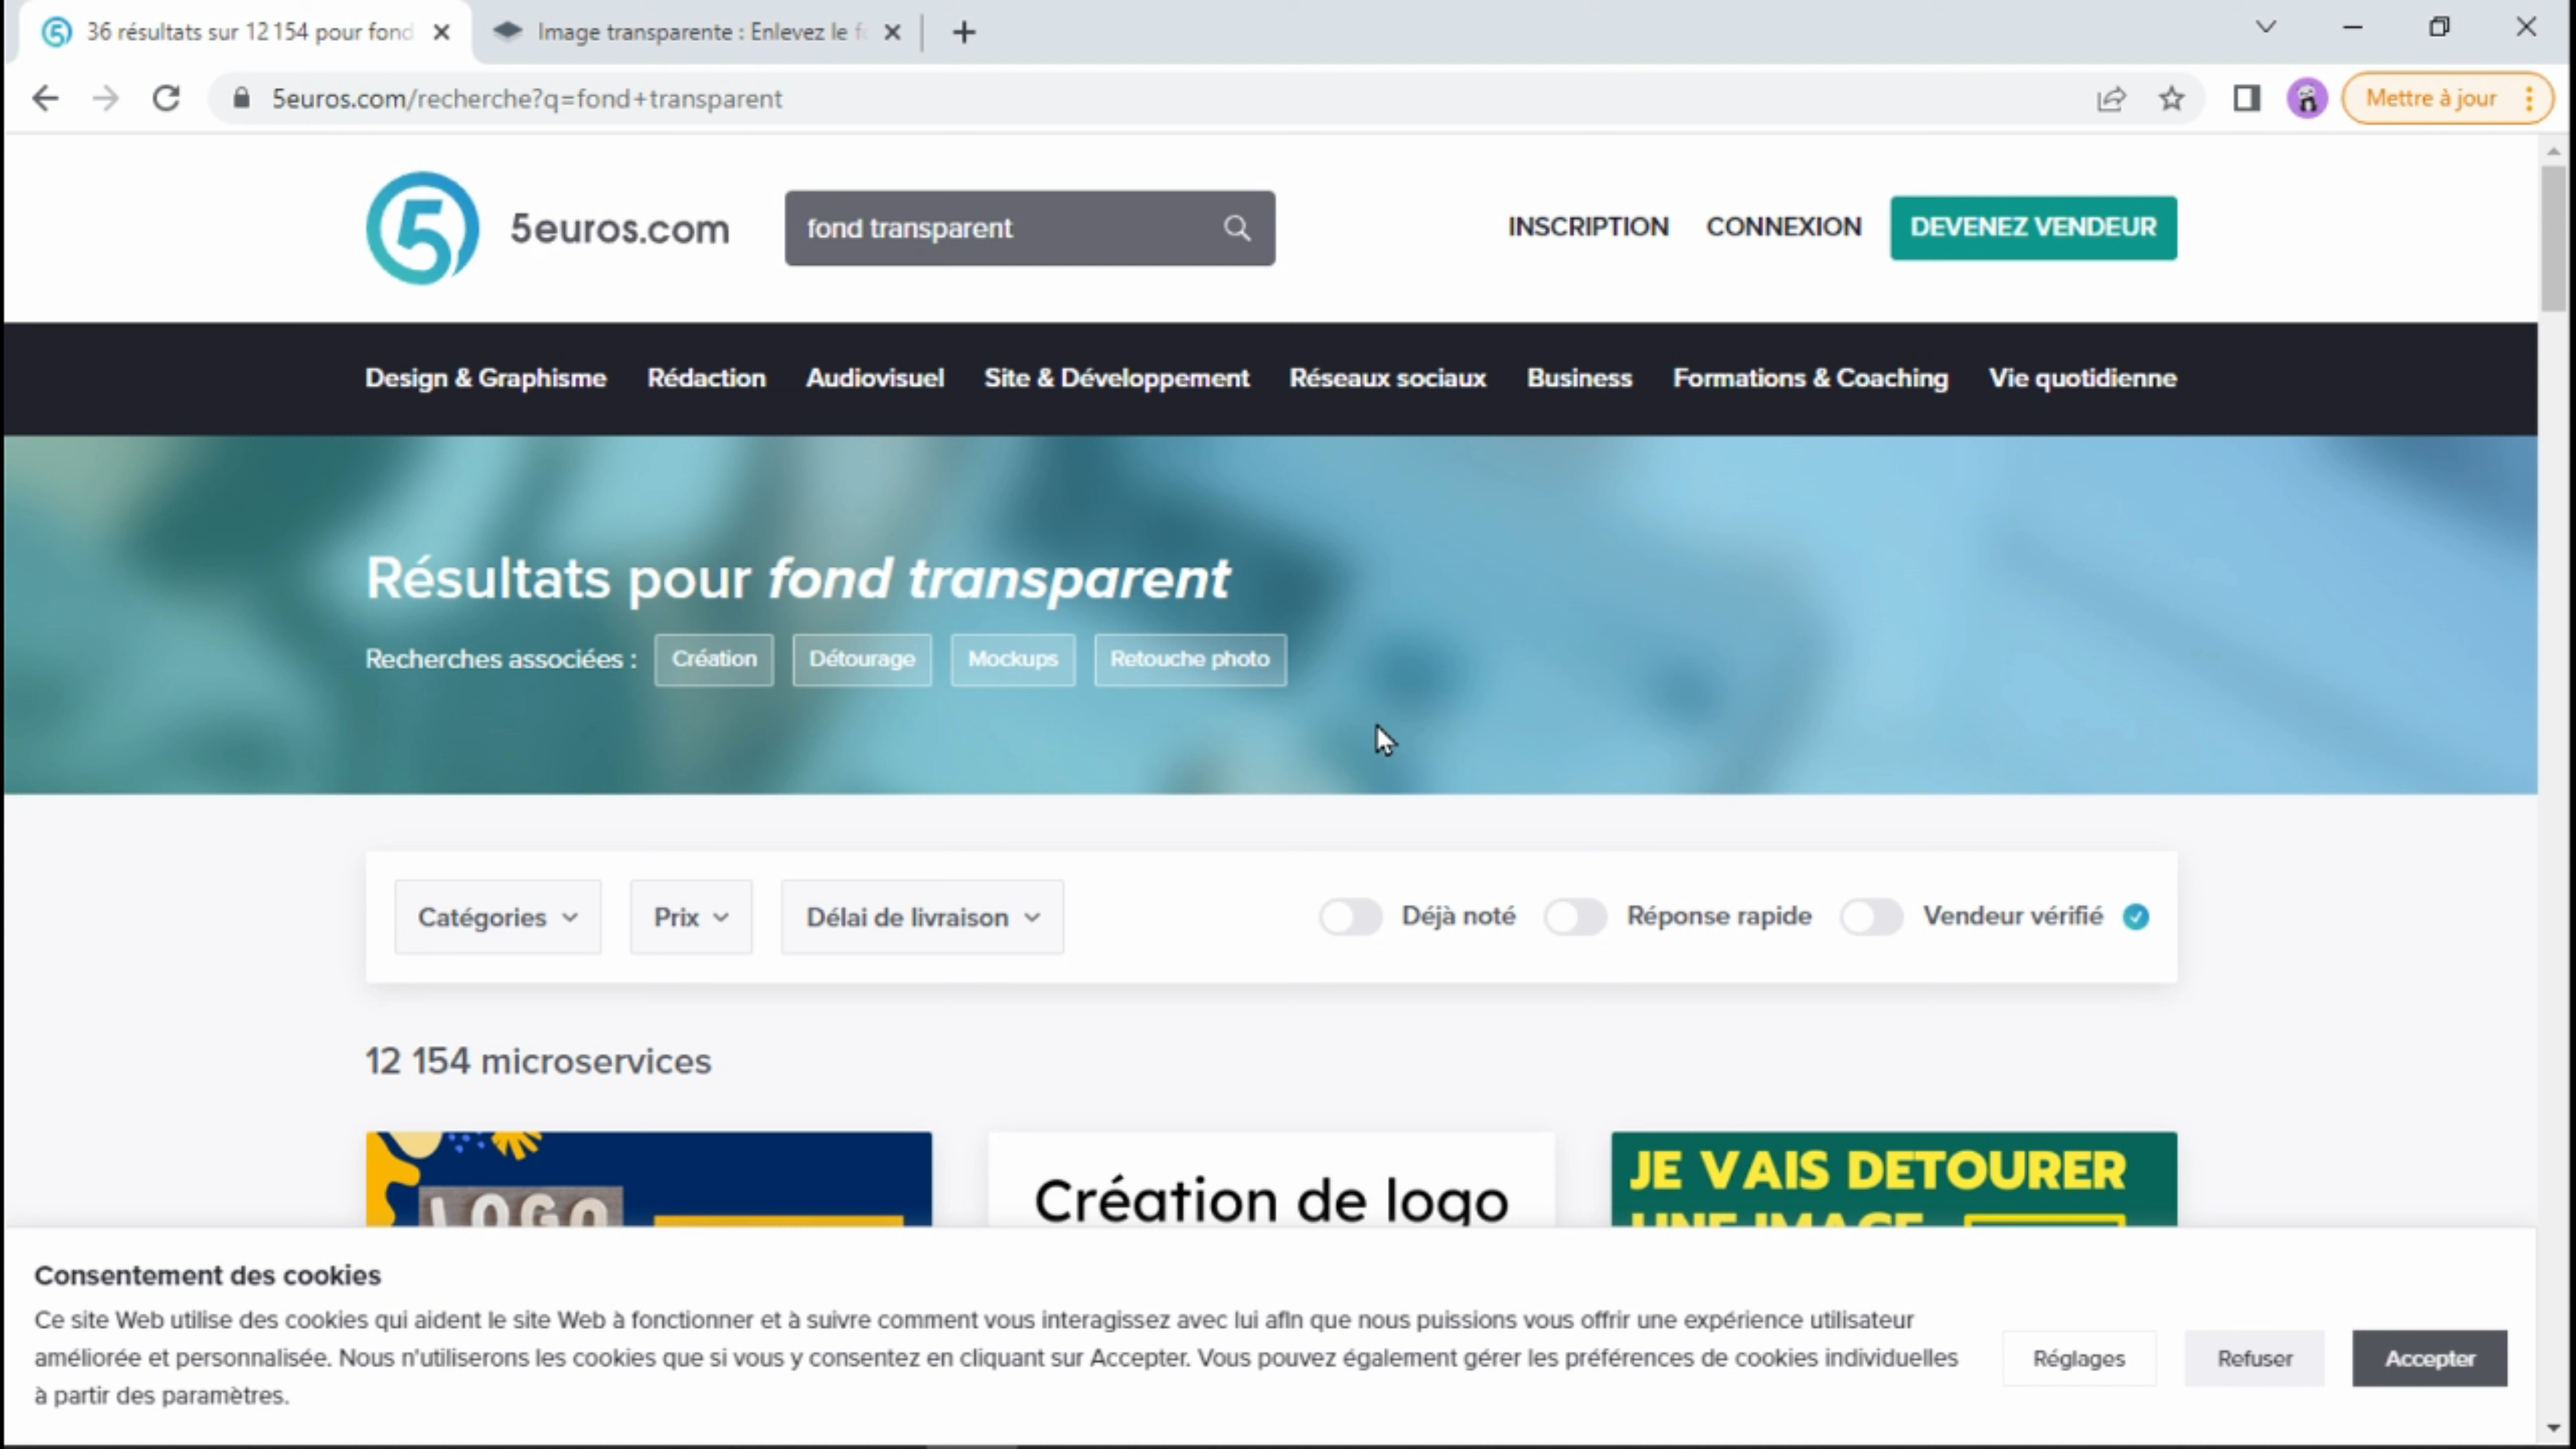 36 résultats sur 12 154 pour fond
Image transparente : Enlevez le f
5euros.com/recherche?q=fond+transparent
Mettre à jour
5euros.com
fond transparent
INSCRIPTION
CONNEXION
DEVENEZ VENDEUR
Design & Graphisme
Rédaction
Audiovisuel
Site & Développement
Réseaux sociaux
Business
Formations & Coaching
Vie quotidienne
Résultats pour fond transparent
Recherches associées :
Création
Détourage
Mockups
Retouche photo
Catégories
Prix
Délai de livraison
Déjà noté
Réponse rapide
Vendeur vérifié
12 154 microservices
LOGO
Création de logo
JE VAIS DETOURER
UNE IMAGE
Consentement des cookies
Ce site Web utilise des cookies qui aident le site Web à fonctionner et à suivre comment vous interagissez avec lui afin que nous puissions vous offrir une expérience utilisateur
améliorée et personnalisée. Nous n'utiliserons les cookies que si vous y consentez en cliquant sur Accepter. Vous pouvez également gérer les préférences de cookies individuelles
à partir des paramètres.
Réglages
Refuser
Accepter